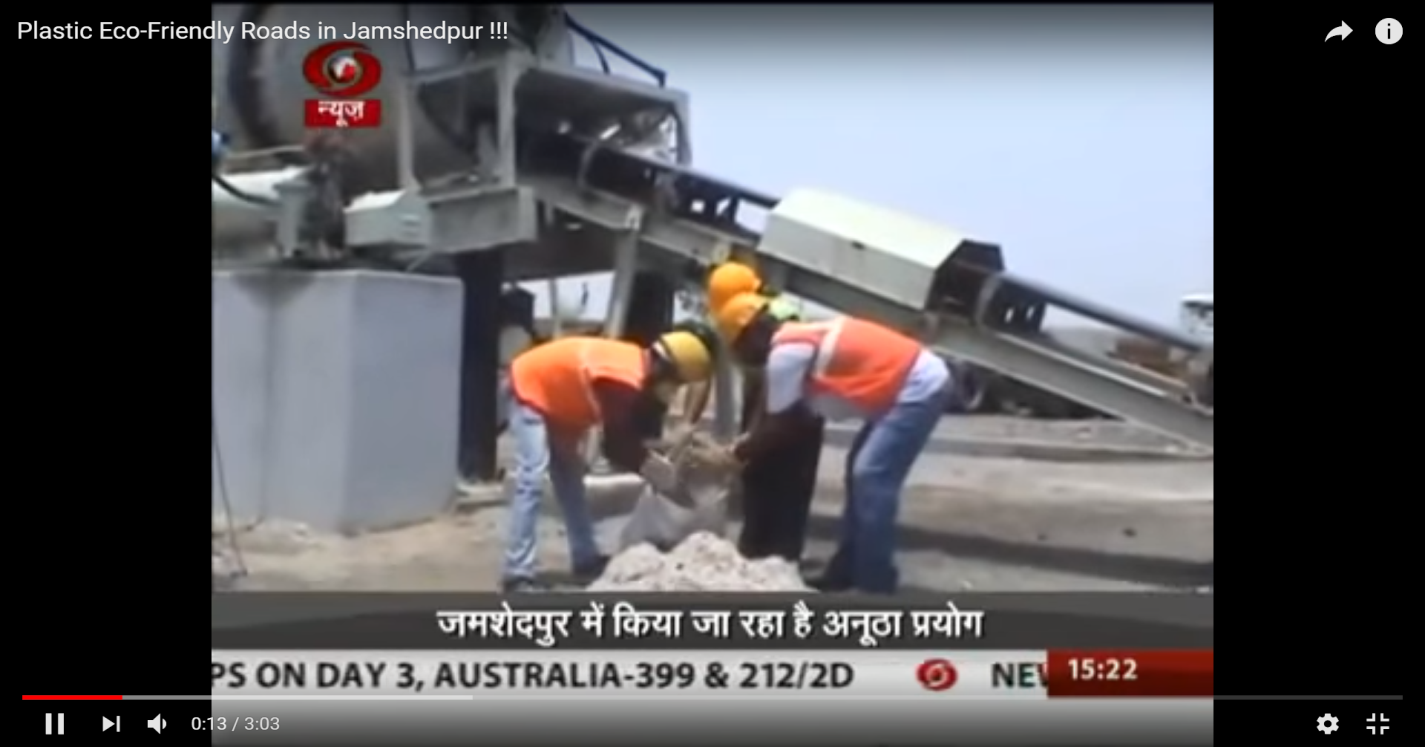 Plastic Eco-Friendly Roads in Jamshedpur !!!
न्यूज़
जमशेदपुर में किया जा रहा है अनूठा प्रयोग
PS ON DAY 3, AUSTRALIA-399 & 212/2D NEW 15:22
0:13 / 3:03